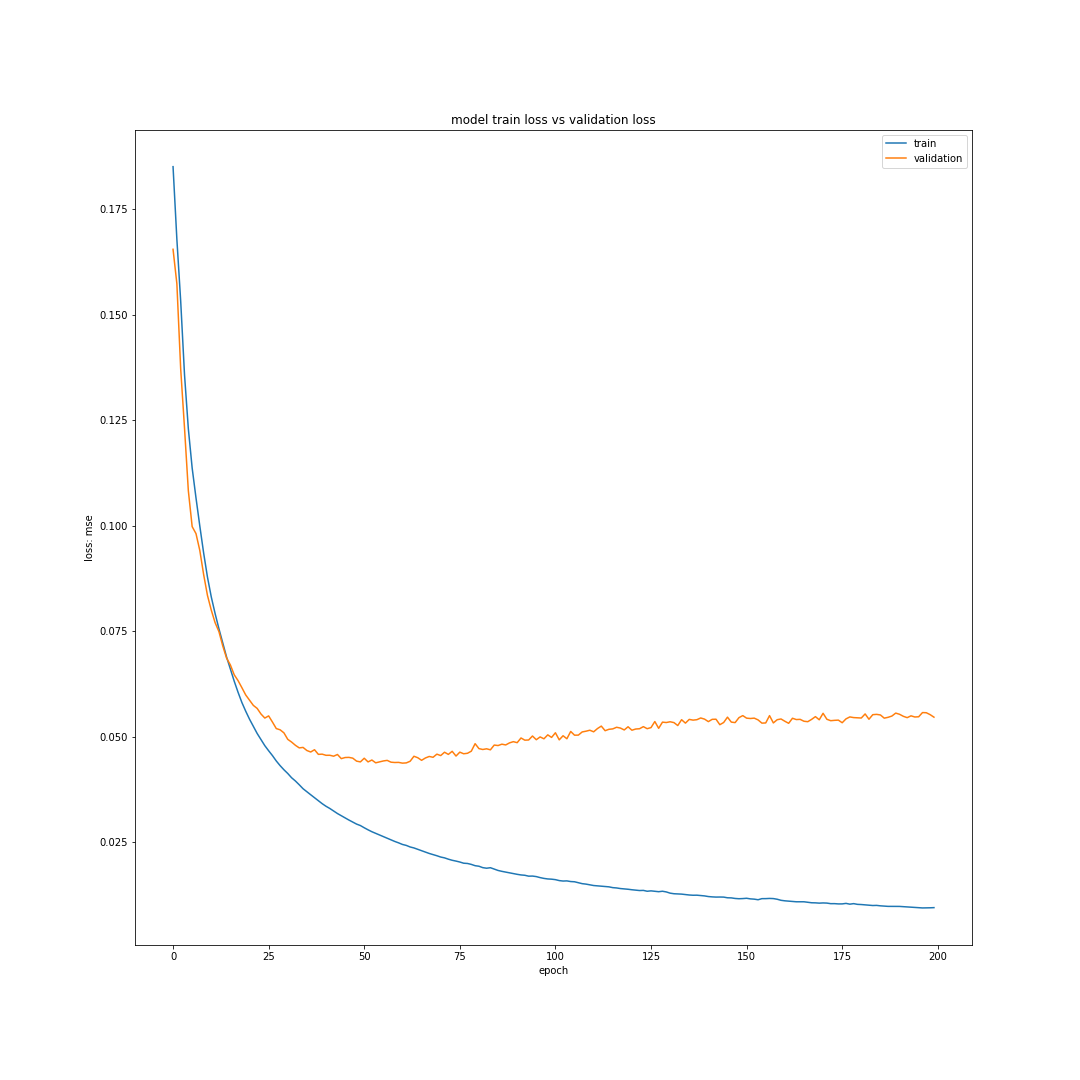 model train loss vs validation loss
train
validation
0.175
0.150
0.125
0.100
0.075
0.050
0.025
loss: mse
0 25 50 75 100 125 150 175 200
epoch